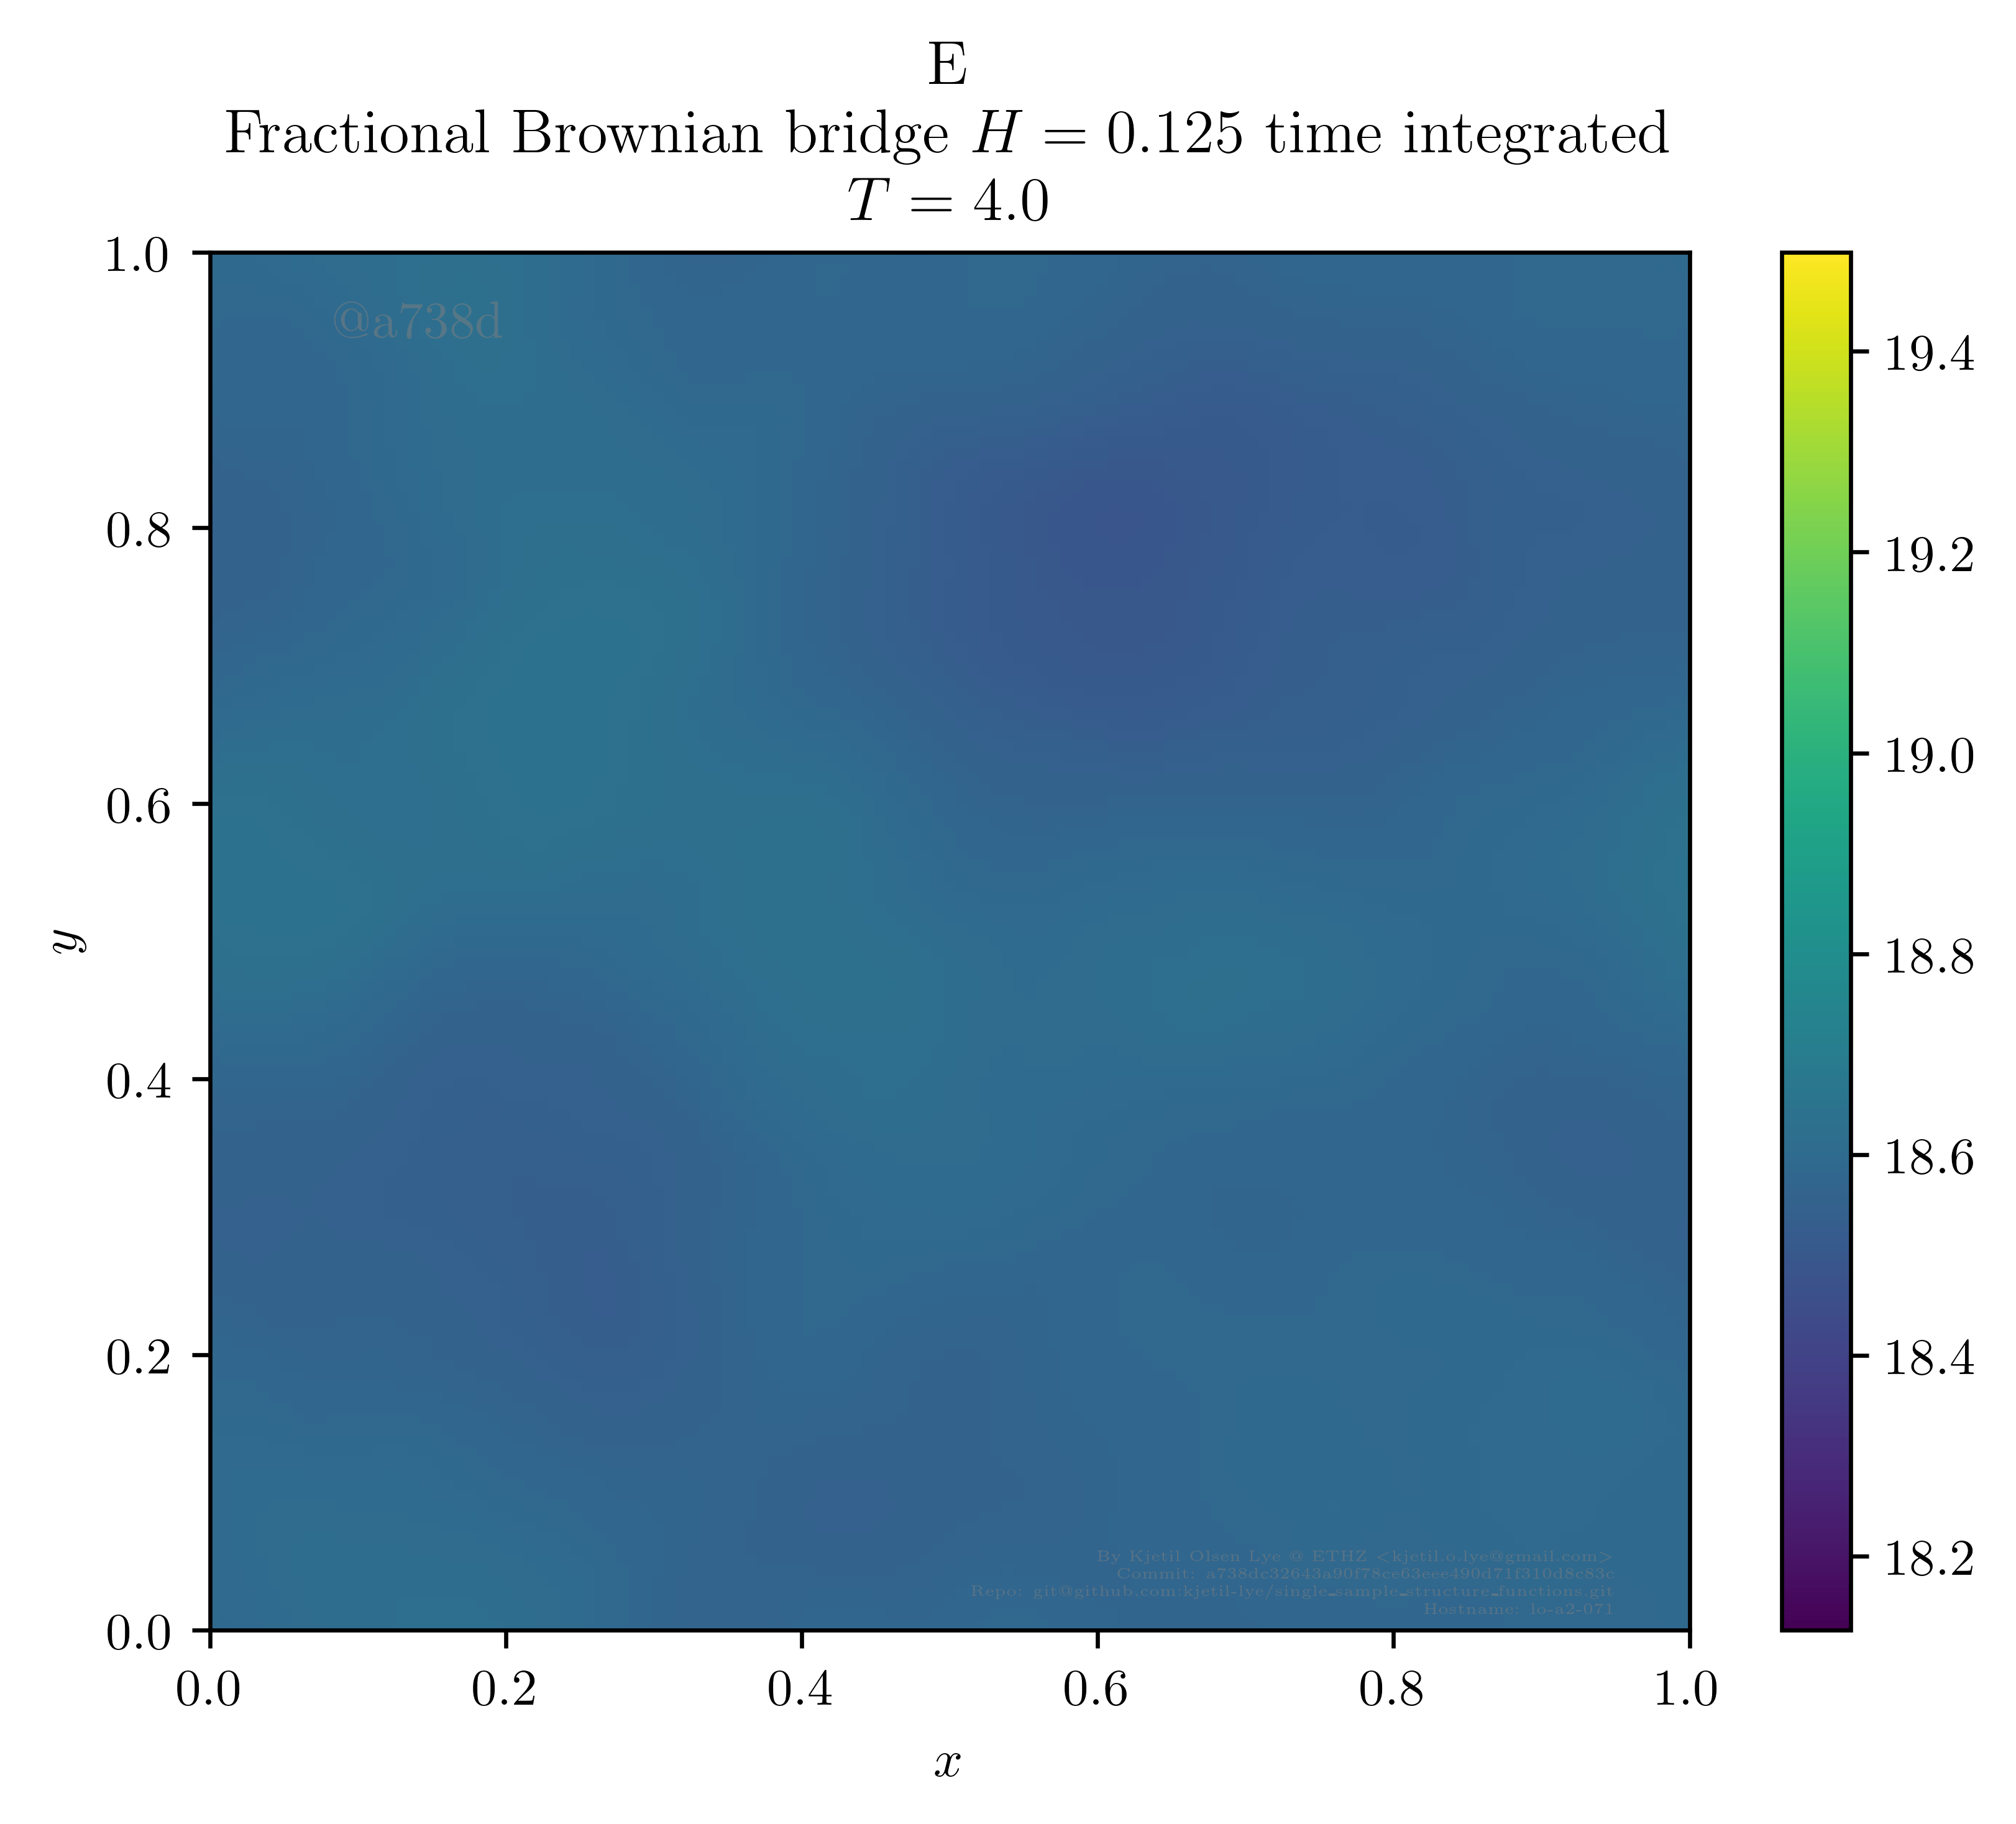 E
Fractional Brownian bridge H = 0.125 time integrated
T = 4.0
@a738d
1.0
0.8
0.6
0.4
0.2
0.0
y
0.0 0.2 0.4 0.6 0.8 1.0
x
19.4
19.2
19.0
18.8
18.6
18.4
18.2
By Kjetil Olsen Lye @ ETHZ <kjetil.o.lye@gmail.com>
Commit: a738dc32643a90f78ce63eee490d71f310d8c83c
Repo: git@github.com:kjetil-lye/single_sample_structure_functions.git
Hostname: lo-a2-071